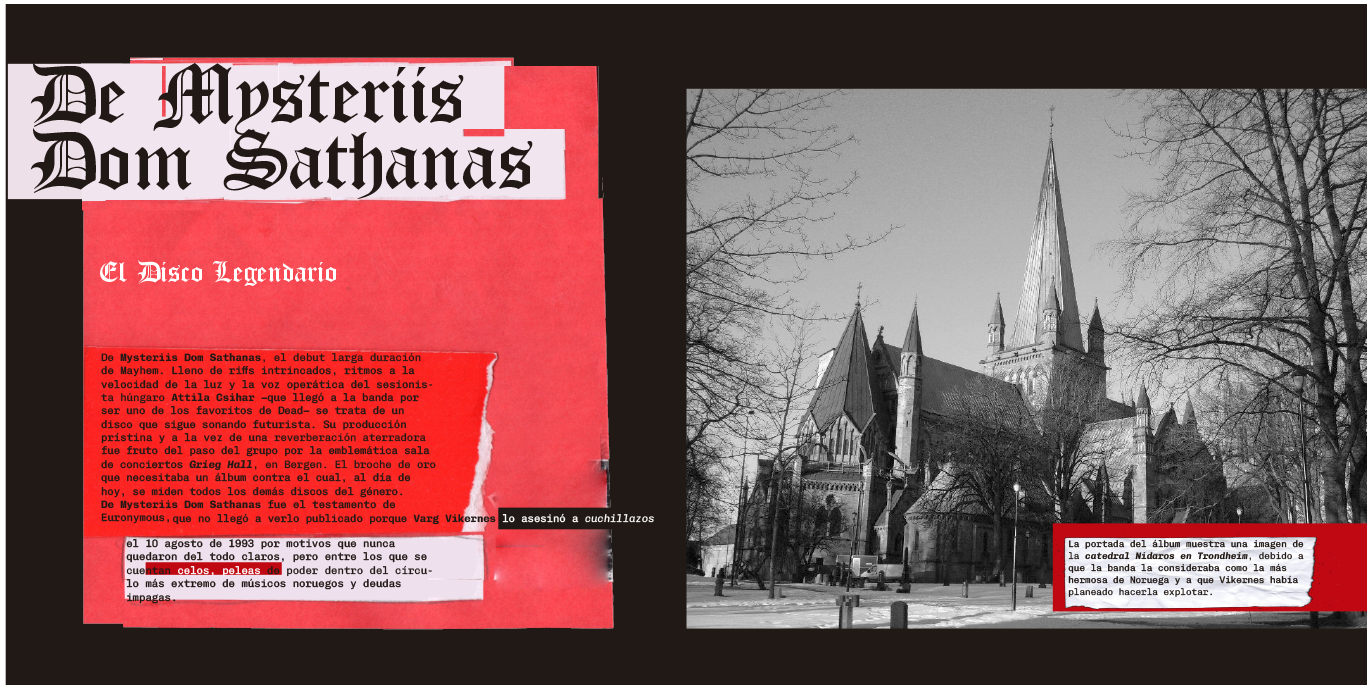 De Mysteriis
Dom Sathanas
El Disco Legendario
De Mysteriis Dom Sathanas, el debut larga duración
de Mayhem. Lleno de riffs intrincados, ritmos a la
velocidad de la luz y la voz operática del sesionis-
ta húngaro Attila Csihar —que llegó a la banda por
ser uno de los favoritos de Dead— se trata de un
disco que sigue sonando futurista. Su producción
prístina y a la vez de una reverberación aterradora
fue fruto del paso del grupo por la emblemática sala
de conciertos Grieg Hall, en Bergen. El broche de oro
que necesitaba un álbum contra el cual, al día de
hoy, se miden todos los demás discos del género.
De Mysteriis Dom Sathanas fue el testamento de
Euronymous, que no llegó a verlo publicado porque Varg Vikernes lo asesinó a cuchillazos
el 10 agosto de 1993 por motivos que nunca
quedaron del todo claros, pero entre los que se
cuentan celos, peleas de poder dentro del círcu-
lo más extremo de músicos noruegos y deudas
impagas.
La portada del álbum muestra una imagen de
la catedral Nidaros en Trondheim, debido a
que la banda la consideraba como la más
hermosa de Noruega y a que Vikernes había
planeado hacerla explotar.